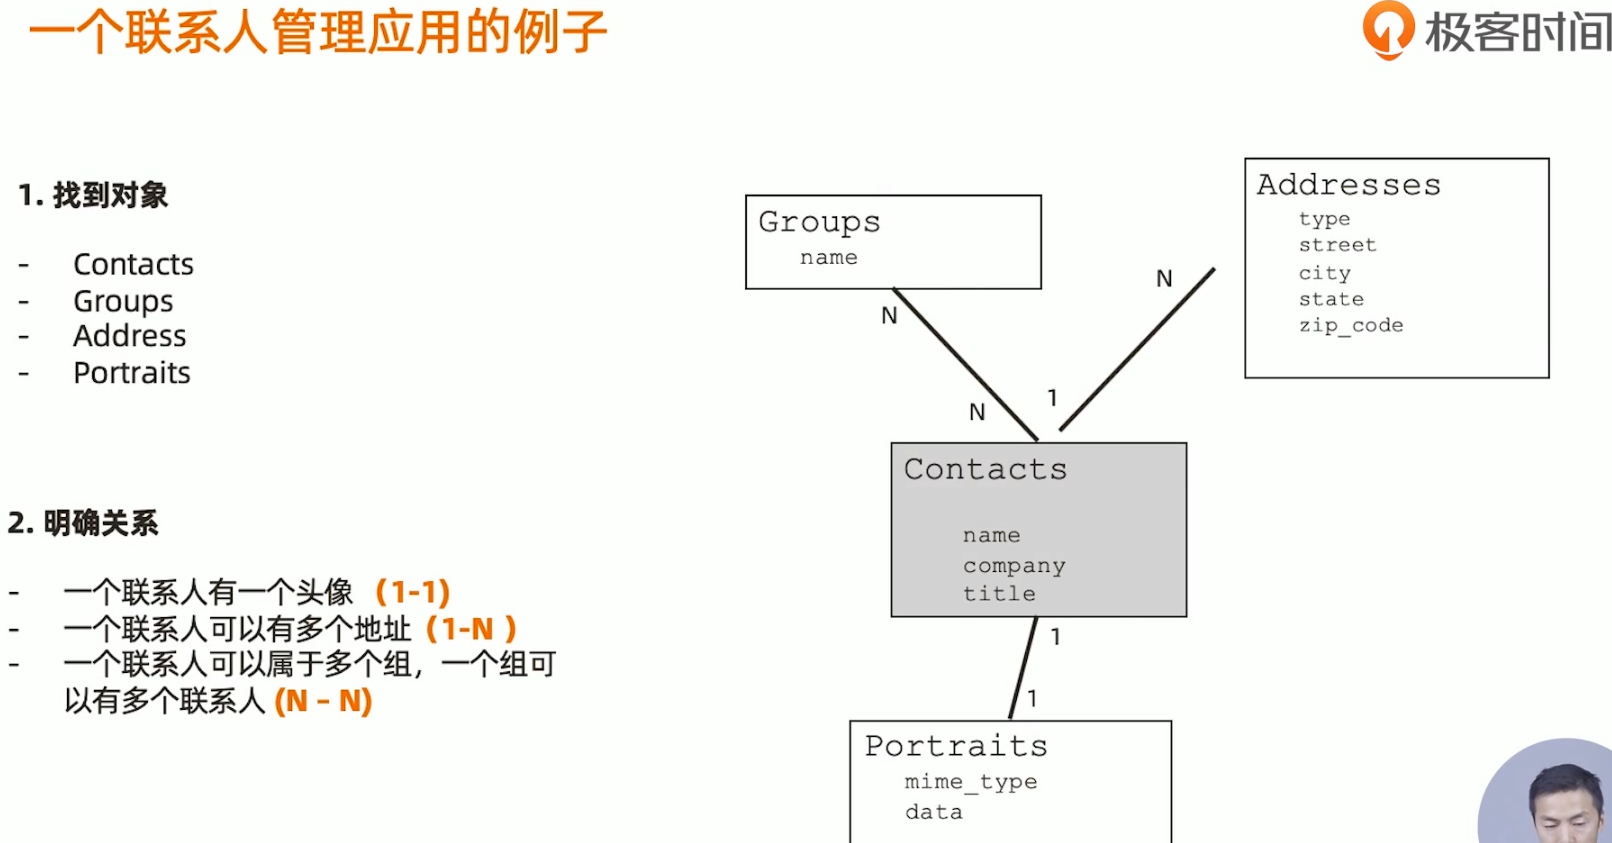 一个联系人管理应用的例子
极客时间
1. 找到对象
- Contacts
- Groups
- Address
- Portraits
2. 明确关系
- 一个联系人有一个头像 (1-1)
- 一个联系人可以有多个地址 (1-N )
- 一个联系人可以属于多个组，一个组可
以有多个联系人 (N – N)
Groups
name
N
N
Addresses
type
street
city
state
zip_code
N
1
Contacts
name
company
title
1
1
Portraits
mime_type
data